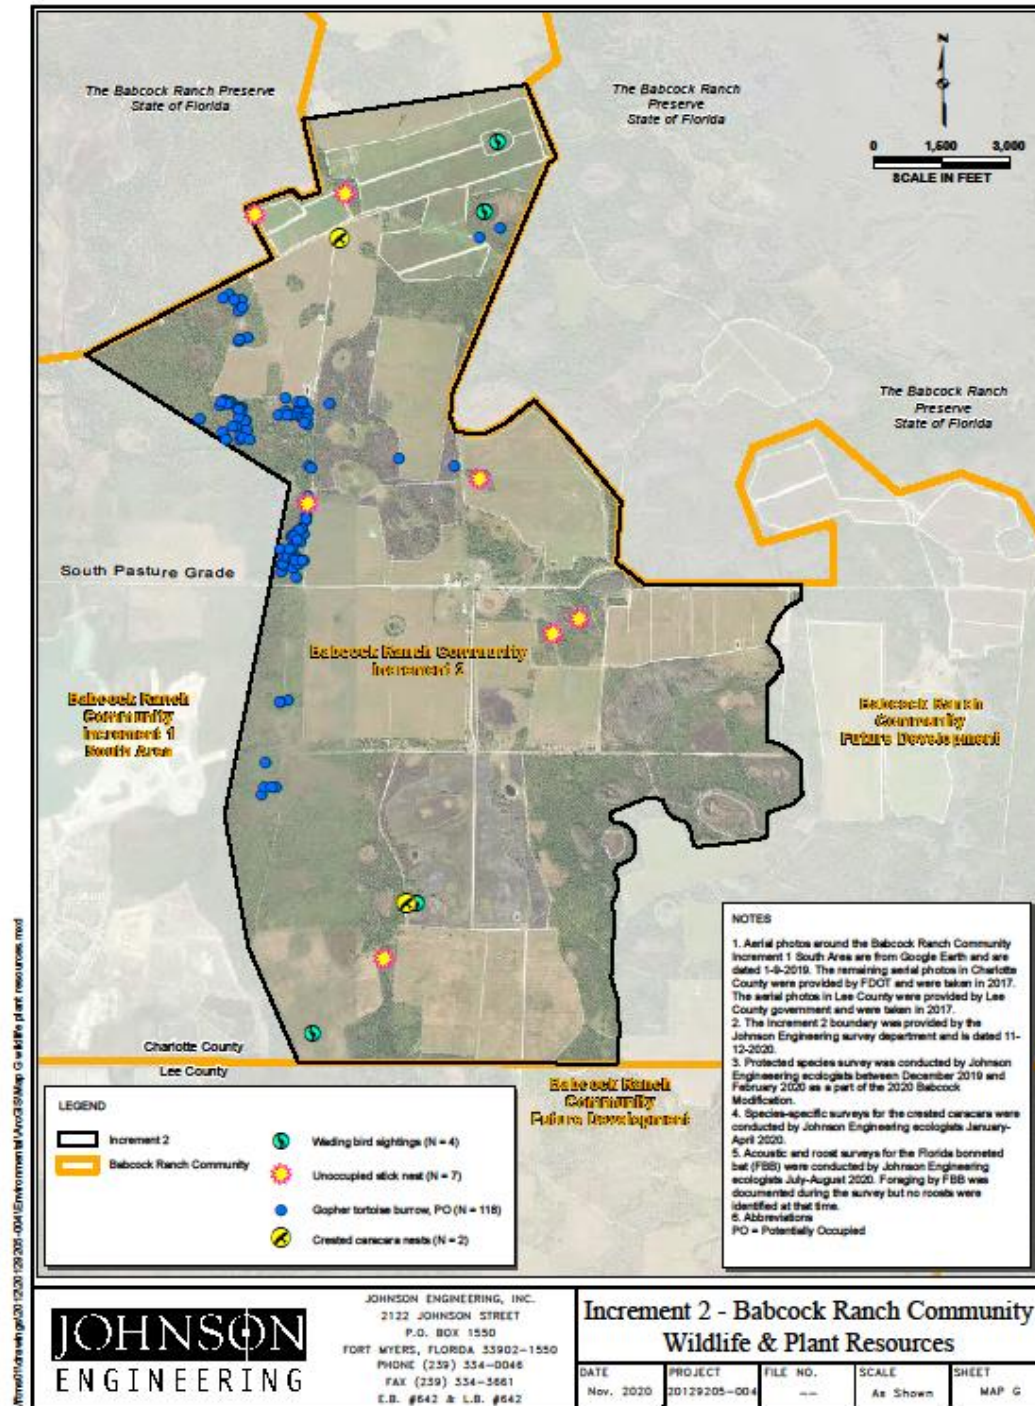 The Babcock Ranch Preserve
State of Florida
The Babcock Ranch
Preserve
State of Florida
N
0 1,500 3,000
SCALE IN FEET
The Babcock Ranch
Preserve
State of Florida
South Pasture Grade
Babcock Ranch Community
Increment 2
Babcock Ranch
Community
Increment 1
South Area
Babcock Ranch
Community
Future Development
Charlotte County
Lee County
Babcock Ranch
Community
Future Development
NOTES
1. Aerial photos around the Babcock Ranch Community
Increment 1 South Area are from Google Earth and are
dated 1-9-2019. The remaining aerial photos in Charlotte
County were provided by FDOT and were taken in 2017.
The aerial photos in Lee County were provided by Lee
County government and were taken in 2017.
2. The Increment 2 boundary was provided by the
Johnson Engineering survey department and is dated 11-
12-2020.
3. Protected species survey was conducted by Johnson
Engineering ecologists between December 2019 and
February 2020 as a part of the 2020 Babcock
Modification.
4. Species-specific surveys for the crested caracara were
conducted by Johnson Engineering ecologists January-
April 2020.
5. Acoustic and roost surveys for the Florida bonneted
bat (FBB) were conducted by Johnson Engineering
ecologists July-August 2020. Foraging by FBB was
documented during the survey but no roosts were
identified at that time.
6. Abbreviations
PO = Potentially Occupied
LEGEND
Increment 2
Babcock Ranch Community
Wading bird sightings (N = 4)
Unoccupied stick nest (N = 7)
Gopher tortoise burrow, PO (N = 118)
Crested caracara nests (N = 2)
JOHNSON
ENGINEERING
JOHNSON ENGINEERING, INC.
2122 JOHNSON STREET
P.O. BOX 1550
FORT MYERS, FLORIDA 33902-1550
PHONE (239) 334-0046
FAX (239) 334-3661
E.B. #642 & L.B. #642
Increment 2 - Babcock Ranch Community
Wildlife & Plant Resources
DATE PROJECT FILE NO. SCALE SHEET
Nov. 2020 20129205-004 -- As Shown MAP G